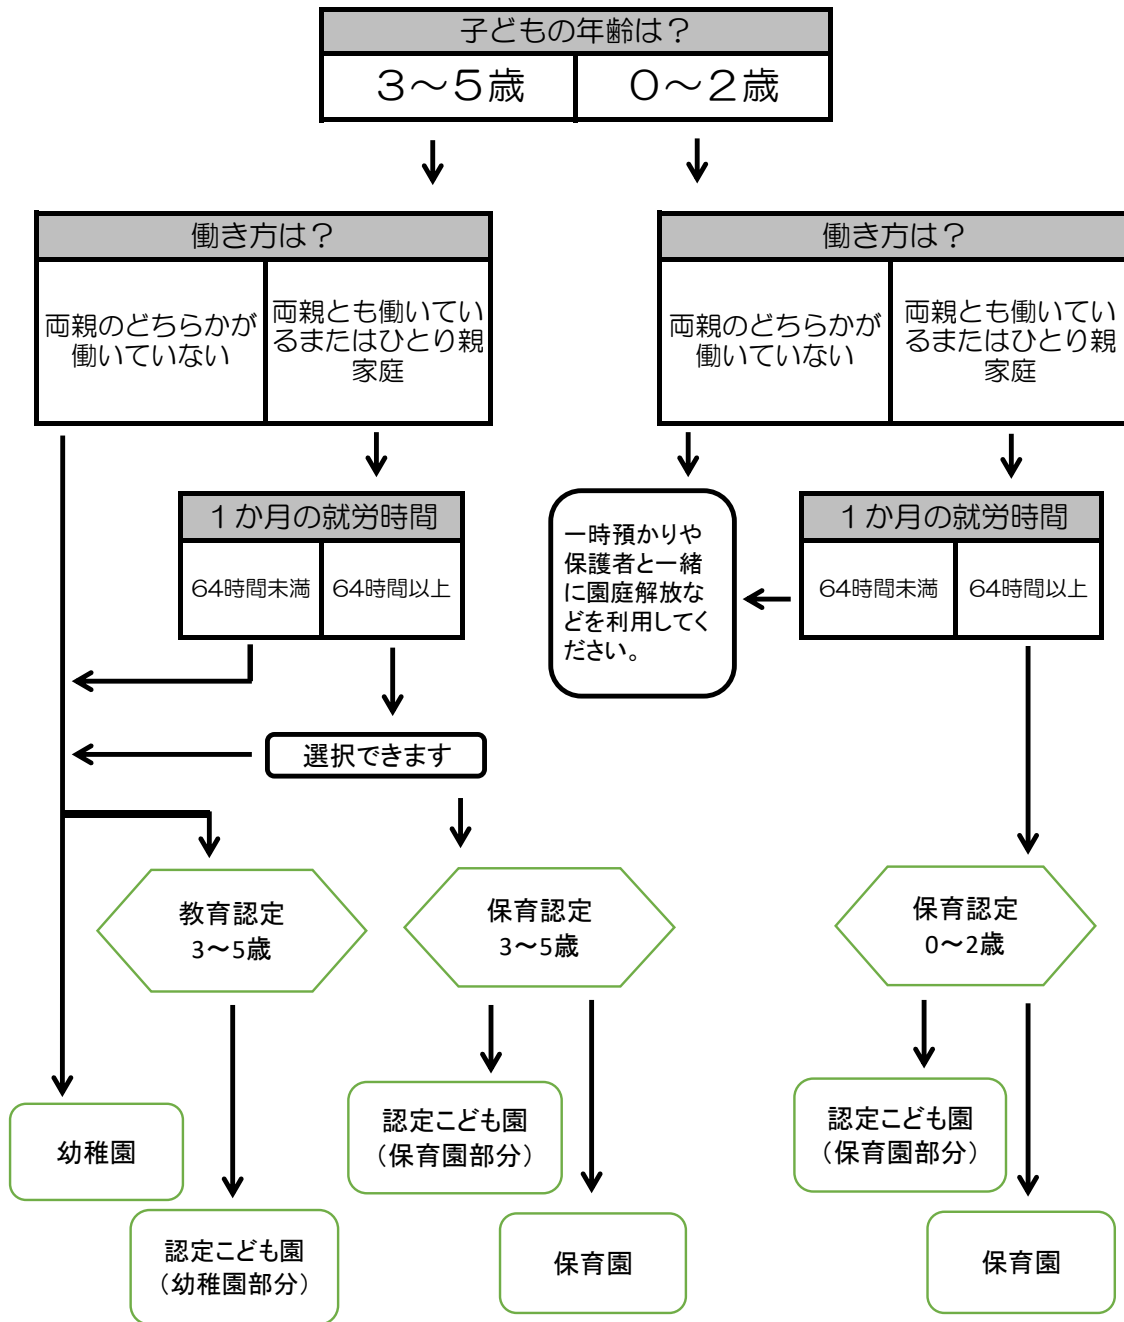 子どもの年齢は？
３～５歳
０～２歳
働き方は？
両親のどちらかが
働いていない
両親とも働いてい
るまたはひとり親
家庭
働き方は？
両親のどちらかが
働いていない
両親とも働いてい
るまたはひとり親
家庭
１か月の就労時間
64時間未満
64時間以上
一時預かりや
保護者と一緒
に園庭解放な
どを利用してく
ださい。
１か月の就労時間
64時間未満
64時間以上
選択できます
教育認定
3～5歳
保育認定
3～5歳
保育認定
0～2歳
幼稚園
認定こども園
（幼稚園部分）
認定こども園
（保育園部分）
保育園
認定こども園
（保育園部分）
保育園